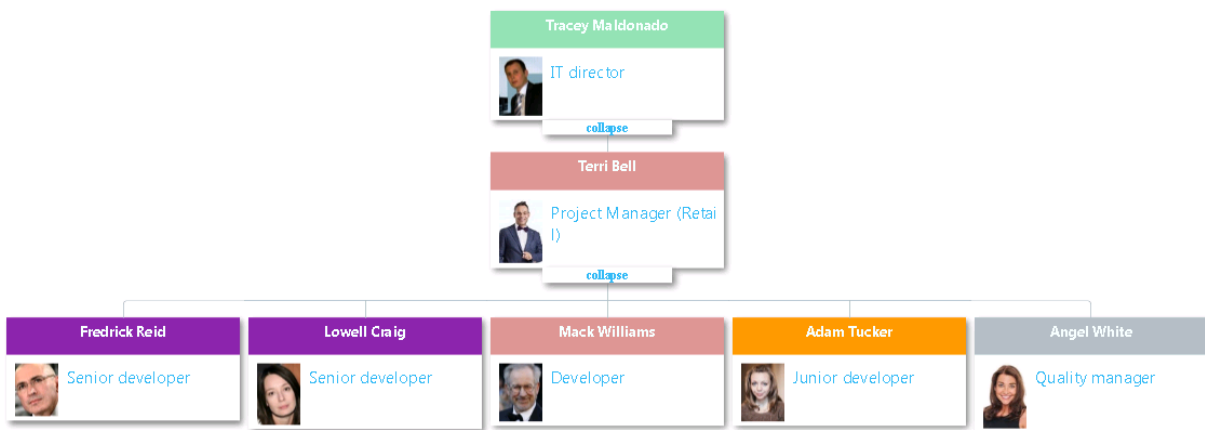 Tracey Maldonado
IT director
collapse
Terri Bell
Project Manager (Retai
l)
collapse
Fredrick Reid
Senior developer
Lowell Craig
Senior developer
Mack Williams
Developer
Adam Tucker
Junior developer
Angel White
Quality manager